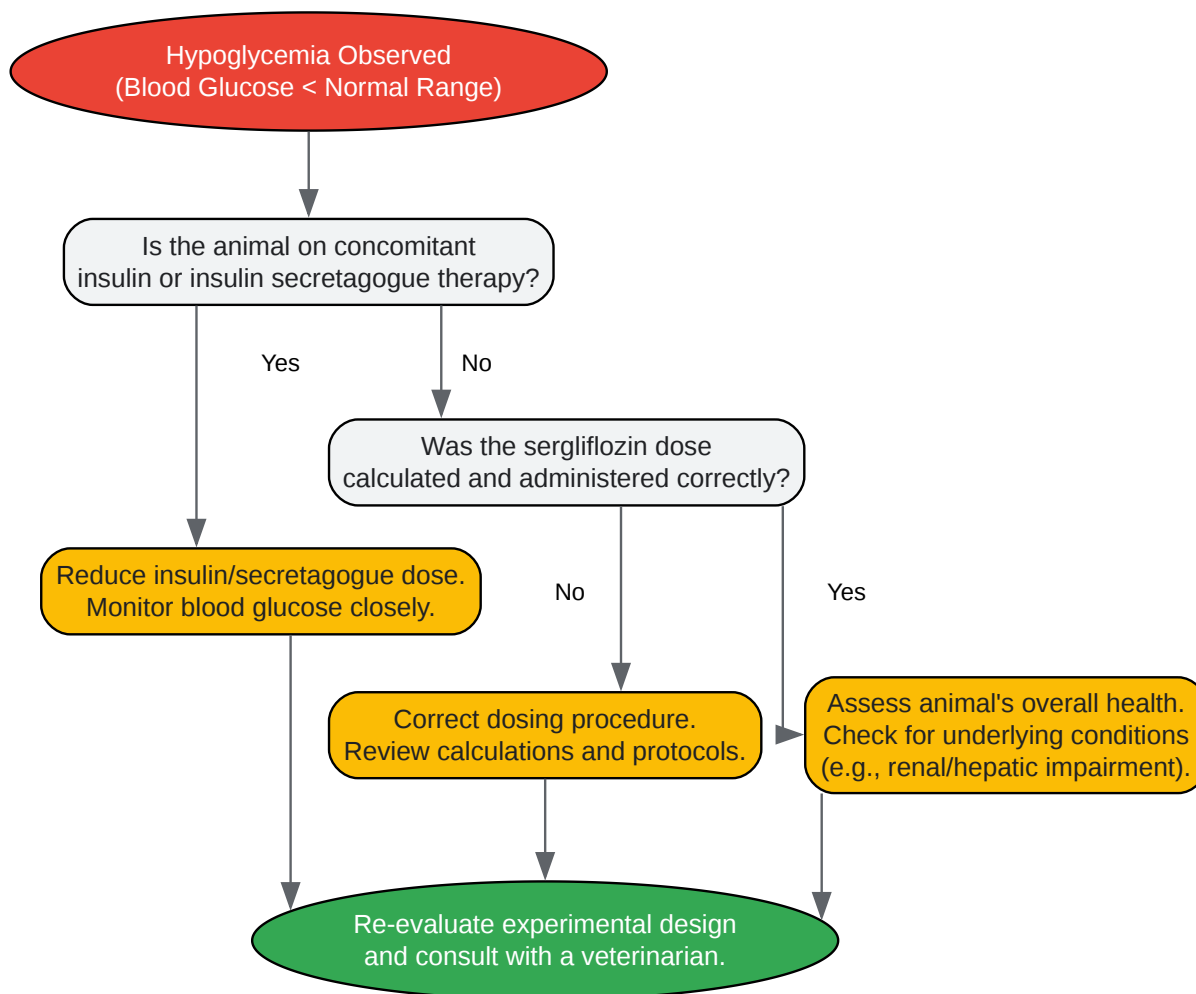 Hypoglycemia Observed
(Blood Glucose < Normal Range)
Is the animal on concomitant
insulin or insulin secretagogue therapy?
Yes
No
Was the sergliflozin dose
calculated and administered correctly?
Reduce insulin/secretagogue dose.
Monitor blood glucose closely.
No
Yes
Correct dosing procedure.
Review calculations and protocols.
Assess animal's overall health.
Check for underlying conditions
(e.g., renal/hepatic impairment).
Re-evaluate experimental design
and consult with a veterinarian.